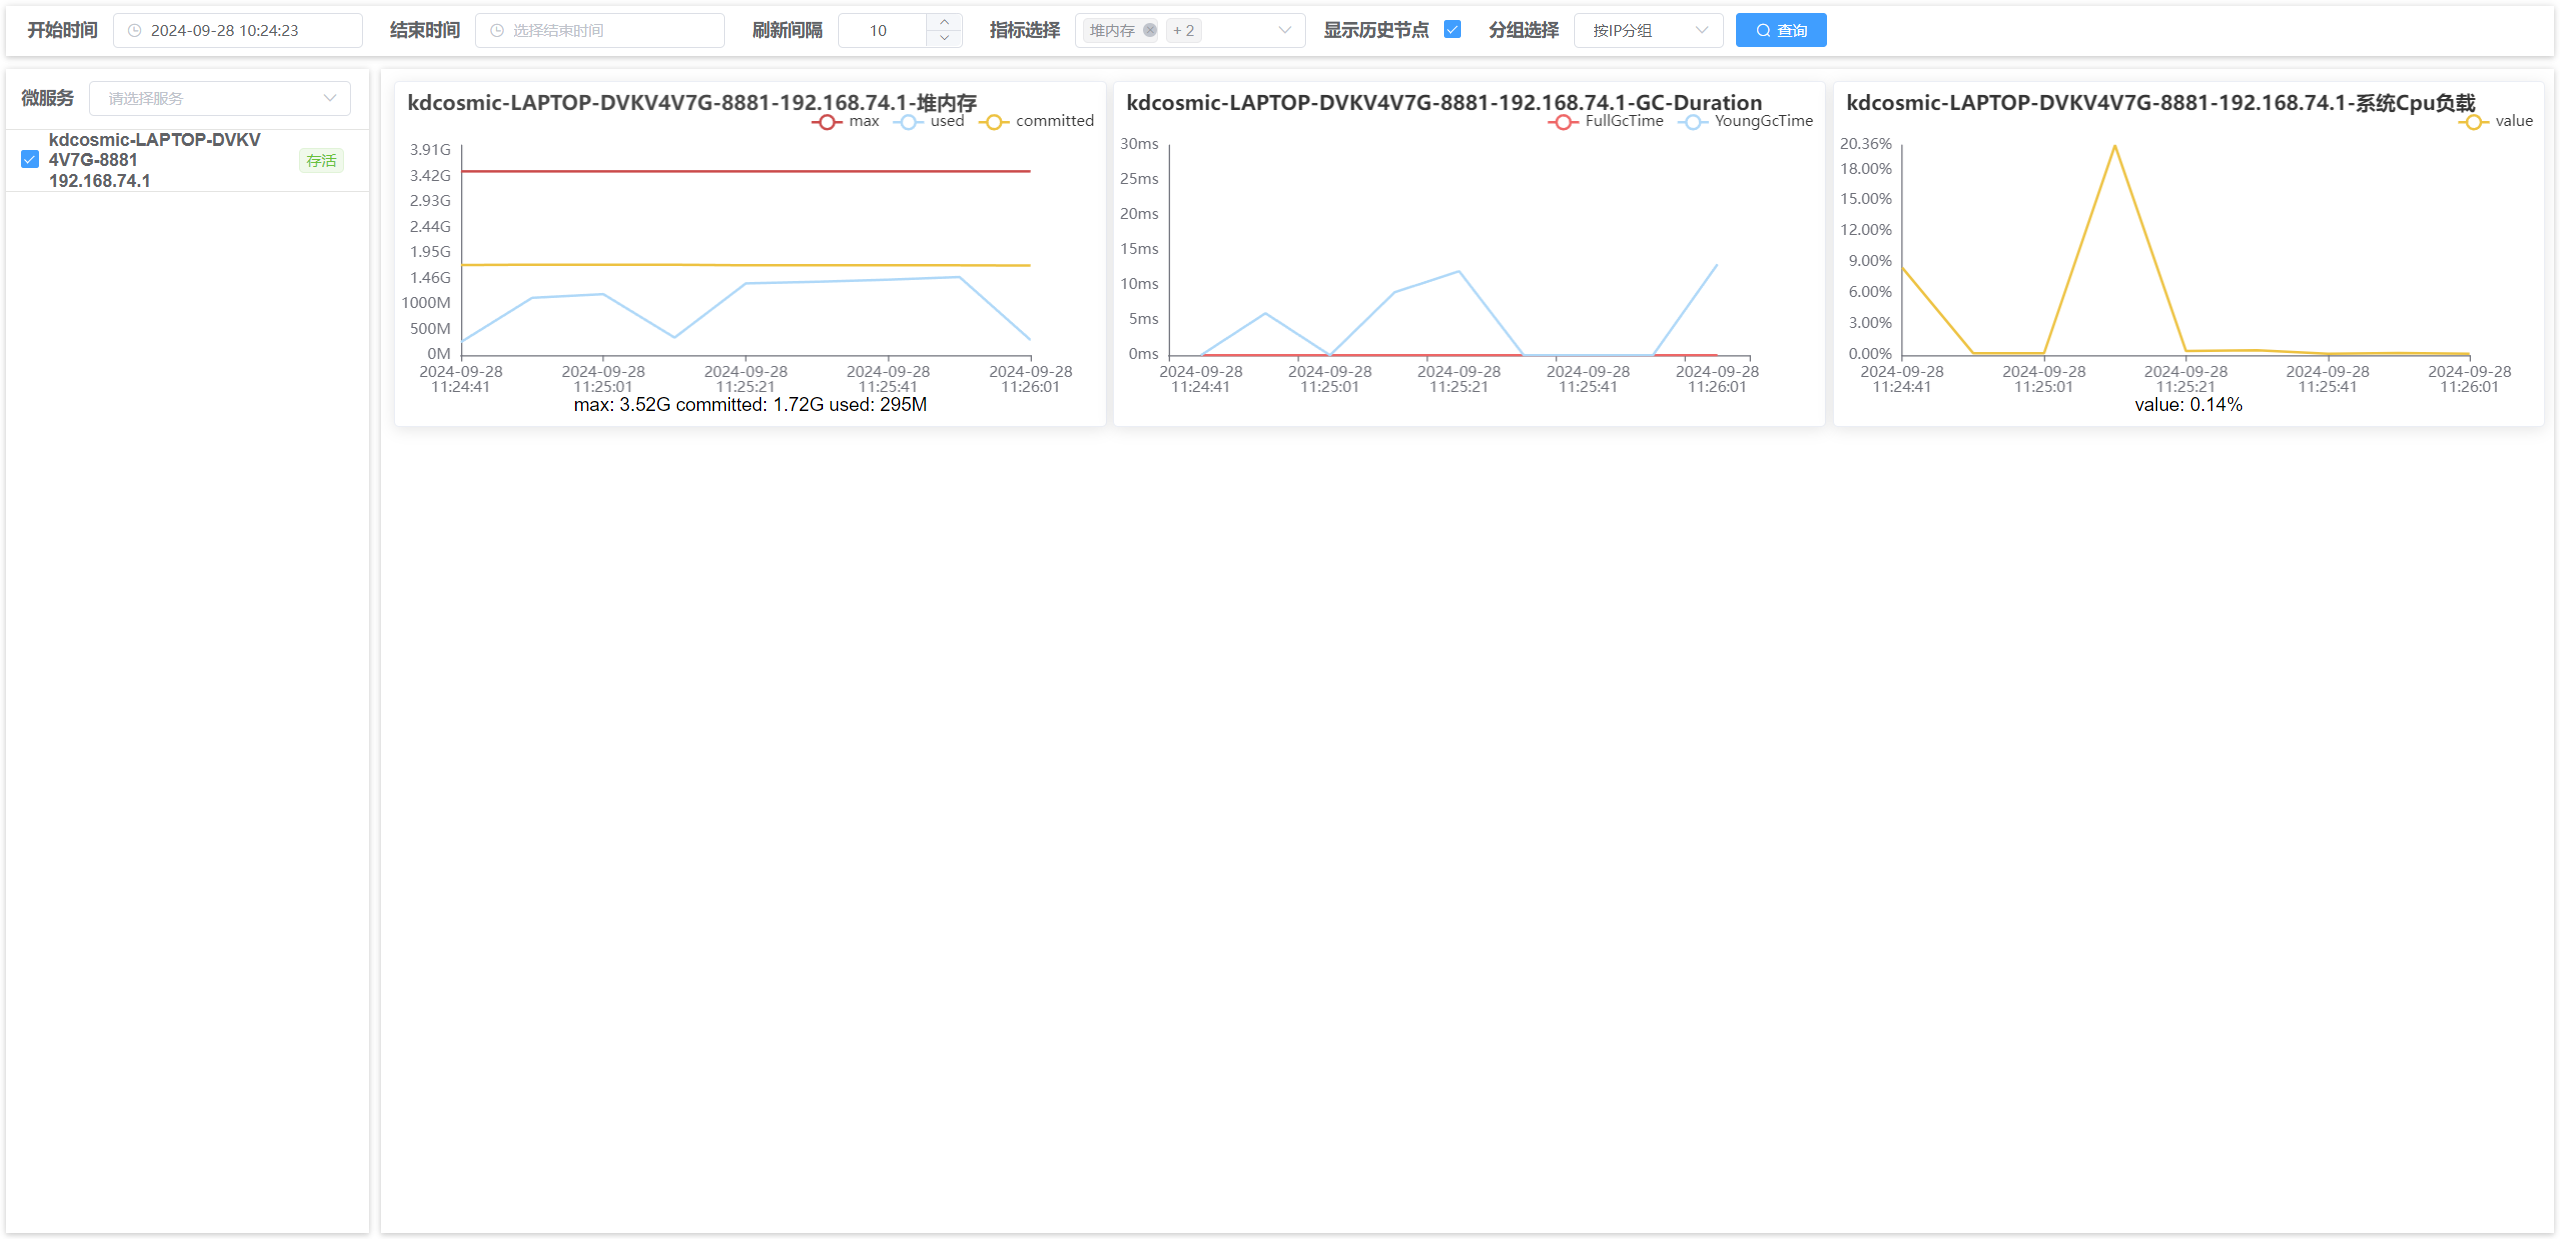 开始时间 2024-09-28 10:24:23 结束时间 选择结束时间 刷新间隔 10 指标选择 堆内存 + 2 显示历史节点 分组选择 按IP分组 查询
微服务 请选择服务
kdcosmic-LAPTOP-DVKV
4V7G-8881
192.168.74.1
存活
kdcosmic-LAPTOP-DVKV4V7G-8881-192.168.74.1-堆内存
max used committed
3.91G
3.42G
2.93G
2.44G
1.95G
1.46G
1000M
500M
0M
2024-09-28 2024-09-28 2024-09-28 2024-09-28 2024-09-28
11:24:41 11:25:01 11:25:21 11:25:41 11:26:01
max: 3.52G committed: 1.72G used: 295M
kdcosmic-LAPTOP-DVKV4V7G-8881-192.168.74.1-GC-Duration
FullGcTime YoungGcTime
30ms
25ms
20ms
15ms
10ms
5ms
0ms
2024-09-28 2024-09-28 2024-09-28 2024-09-28 2024-09-28
11:24:41 11:25:01 11:25:21 11:25:41 11:26:01
kdcosmic-LAPTOP-DVKV4V7G-8881-192.168.74.1-系统Cpu负载
value
20.36%
18.00%
15.00%
12.00%
9.00%
6.00%
3.00%
0.00%
2024-09-28 2024-09-28 2024-09-28 2024-09-28 2024-09-28
11:24:41 11:25:01 11:25:21 11:25:41 11:26:01
value: 0.14%